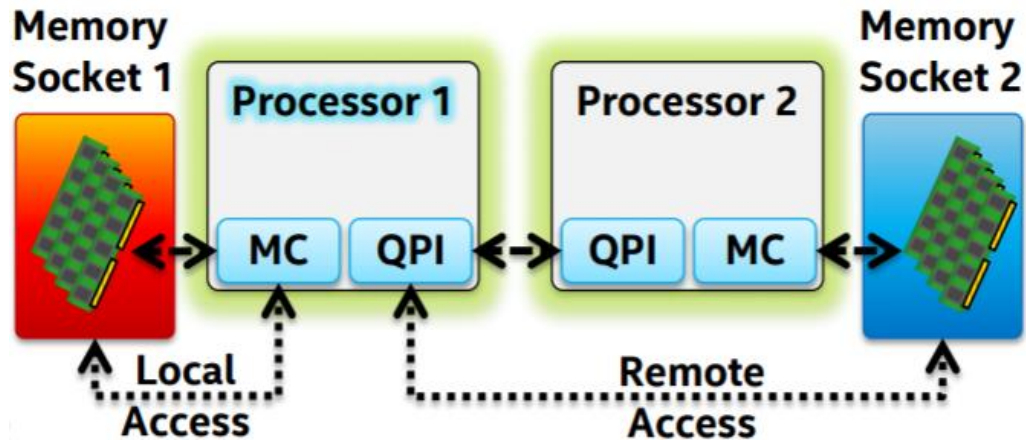 Memory
Socket 1
Processor 1
Processor 2
Memory
Socket 2
MC
QPI
QPI
MC
Local
Access
Remote
Access